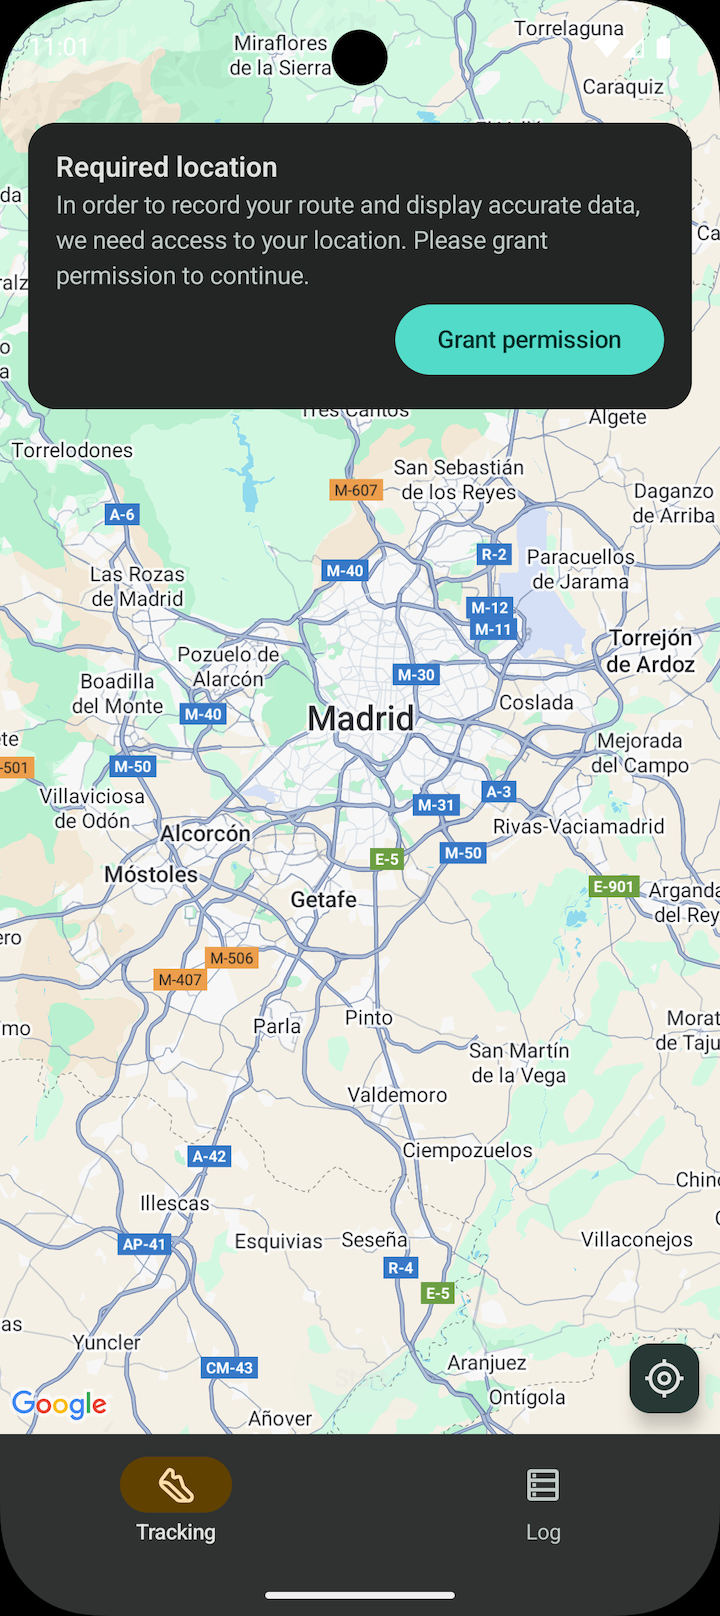 11:01
Miraflores
de la Sierra
Torrelaguna
Caraquiz
Required location
In order to record your route and display accurate data,
we need access to your location. Please grant
permission to continue.
Grant permission
Tres Cantos
Algete
Torrelodones
San Sebastián
de los Reyes
M-607
Daganzo
de Arriba
A-6
R-2
M-40
Paracuellos
de Jarama
Las Rozas
de Madrid
M-12
M-11
Torrejón
de Ardoz
Pozuelo de
Alarcón
M-30
Boadilla
del Monte
Coslada
M-40
Madrid
Mejorada
del Campo
M-50
-501
A-3
Villaviciosa
de Odón
M-31
Rivas-Vaciamadrid
Alcorcón
M-50
E-5
Móstoles
E-901
Arganda
del Rey
Getafe
M-506
M-407
Parla
Pinto
Morat
de Taju
San Martín
de la Vega
Valdemoro
Ciempozuelos
A-42
Illescas
AP-41
Esquivias
Seseña
Villaconejos
R-4
E-5
Yuncler
CM-43
Aranjuez
Ontígola
Google
Añover
Tracking
Log